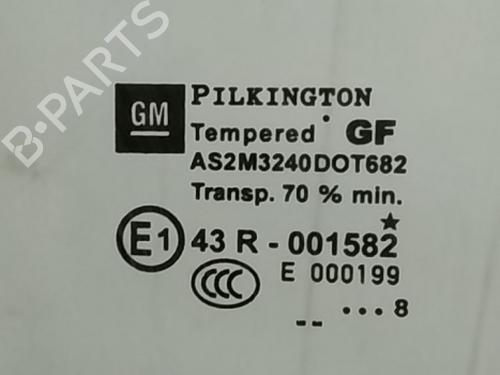 B-PARTS
GM
PILKINGTON
Tempered GF
AS2M3240DOT682
Transp. 70 % min.
E1 43 R - 001582
CCC E 000199
-- ... 8